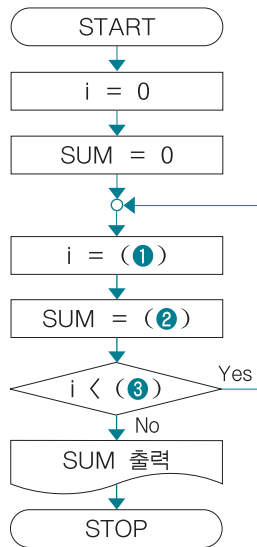 START
i = 0
SUM = 0
i = (❶)
SUM = (❷)
i < (❸)
Yes
No
SUM 출력
STOP